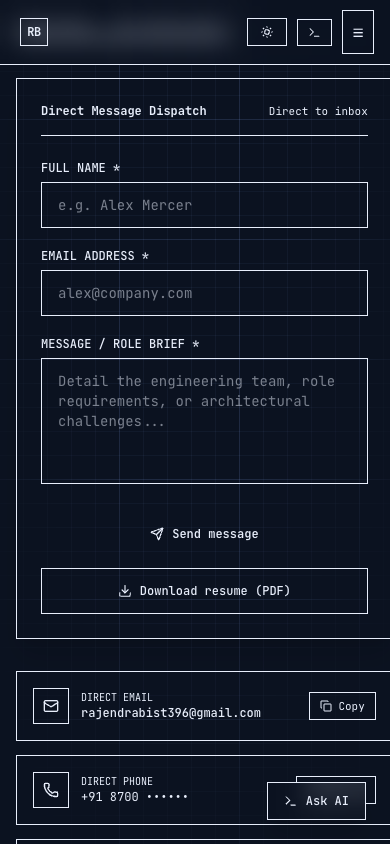 RB
Direct Message Dispatch
Direct to inbox
FULL NAME *
e.g. Alex Mercer
EMAIL ADDRESS *
alex@company.com
MESSAGE / ROLE BRIEF *
Detail the engineering team, role
requirements, or architectural
challenges...
Send message
Download resume (PDF)
DIRECT EMAIL
rajendrabist396@gmail.com
Copy
DIRECT PHONE
+91 8700 ••••••
Ask AI